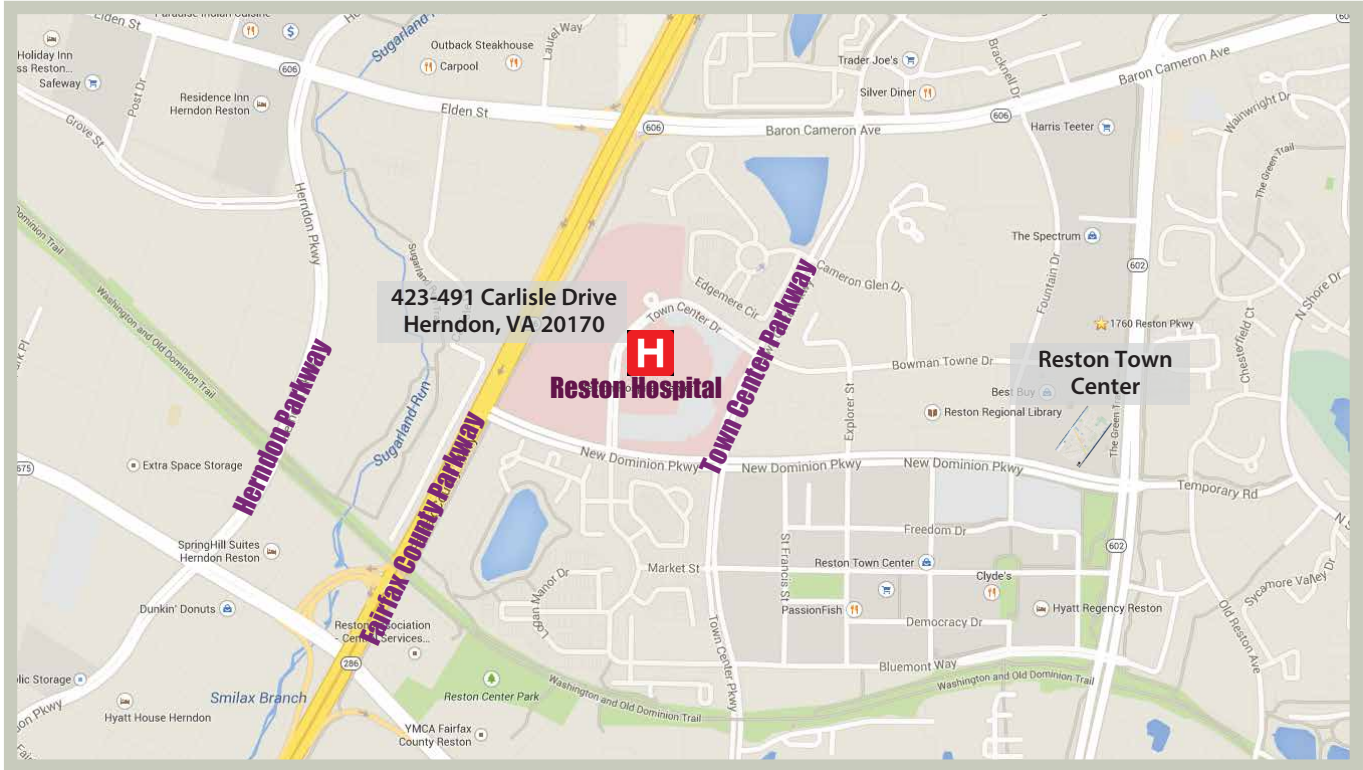 Paradise Indian Cuisine
Elden St
Holiday Inn
ss Reston...
Safeway
Post Dr
606
Sugarland
Outback Steakhouse
Carpool
Laurel Way
Trader Joe's
Bracknell Dr
Baron Cameron Ave
Residence Inn
Herndon Reston
Elden St
606
Silver Diner
606
Baron Cameron Ave
Harris Teeter
Wainwright Dr
Grove St
The Green Trail
Herndon Pkwy
Dominion Trail
Washington and Old Dominion Trail
Sugarland
The Spectrum
602
Fountain Dr
Cameron Glen Dr
Edgemere Cir
Town Center Dr
N Shore Dr
423-491 Carlisle Drive
Herndon, VA 20170
H
Reston Hospital
1760 Reston Pkwy
Chesterfield Ct
Bowman Towne Dr
Reston Town
Center
Best Buy
Explorer St
Reston Regional Library
The Green
Herndon Parkway
Sugarland Run
Fairfax County Parkway
Town Center Parkway
675
Extra Space Storage
New Dominion Pkwy
New Dominion Pkwy
New Dominion Pkwy
Temporary Rd
SpringHill Suites
Herndon Reston
Freedom Dr
602
St Francis St
Market St
Reston Town Center
Clyde's
Logan Manor Dr
Dunkin' Donuts
PassionFish
Hyatt Regency Reston
Sycamore Valley Dr
Democracy Dr
Old Reston Ave
286
Bluemont Way
Town Center Pkwy
lic Storage
Smilax Branch
Reston Center Park
Washington and Old Dominion Trail
Washington and Old Dominion Trail
Hyatt House Herndon
YMCA Fairfax
County Reston